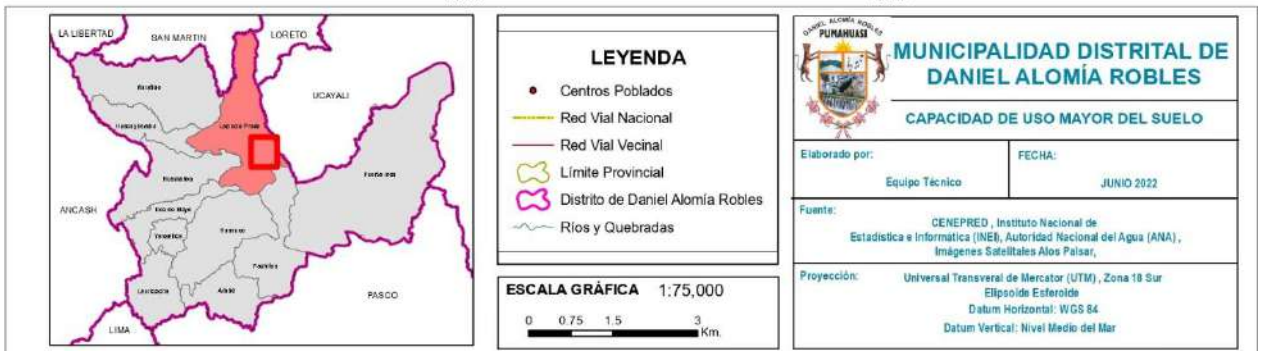 LA LIBERTAD
SAN MARTIN
LORETO
UCAYALI
ANCASH
PASCO
LIMA
LEYENDA
Centros Poblados
Red Vial Nacional
Red Vial Vecinal
Límite Provincial
Distrito de Daniel Alomía Robles
Ríos y Quebradas
ESCALA GRÁFICA 1:75,000
0 0.75 1.5 3
Km.
DANIEL ALOMÍA ROBLES
PUMAHUASI
MUNICIPALIDAD DISTRITAL DE
DANIEL ALOMÍA ROBLES
CAPACIDAD DE USO MAYOR DEL SUELO
Elaborado por:
Equipo Técnico
FECHA:
JUNIO 2022
Fuente:
CENEPRED , Instituto Nacional de
Estadística e Informática (INEI), Autoridad Nacional del Agua (ANA) ,
Imágenes Satelitales Alos Palsar,
Proyección:
Universal Transveral de Mercator (UTM) , Zona 18 Sur
Elipsoide Esferoide
Datum Horizontal: WGS 84
Datum Vertical: Nivel Medio del Mar